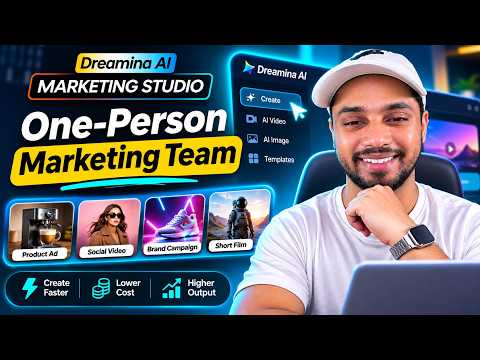 Dreamina AI
MARKETING STUDIO
One-Person
Marketing Team
Product Ad
Social Video
Brand Campaign
Short Film
Create
Faster
Lower
Cost
Higher
Output
Dreamina AI
Create
AI Video
AI Image
Templates